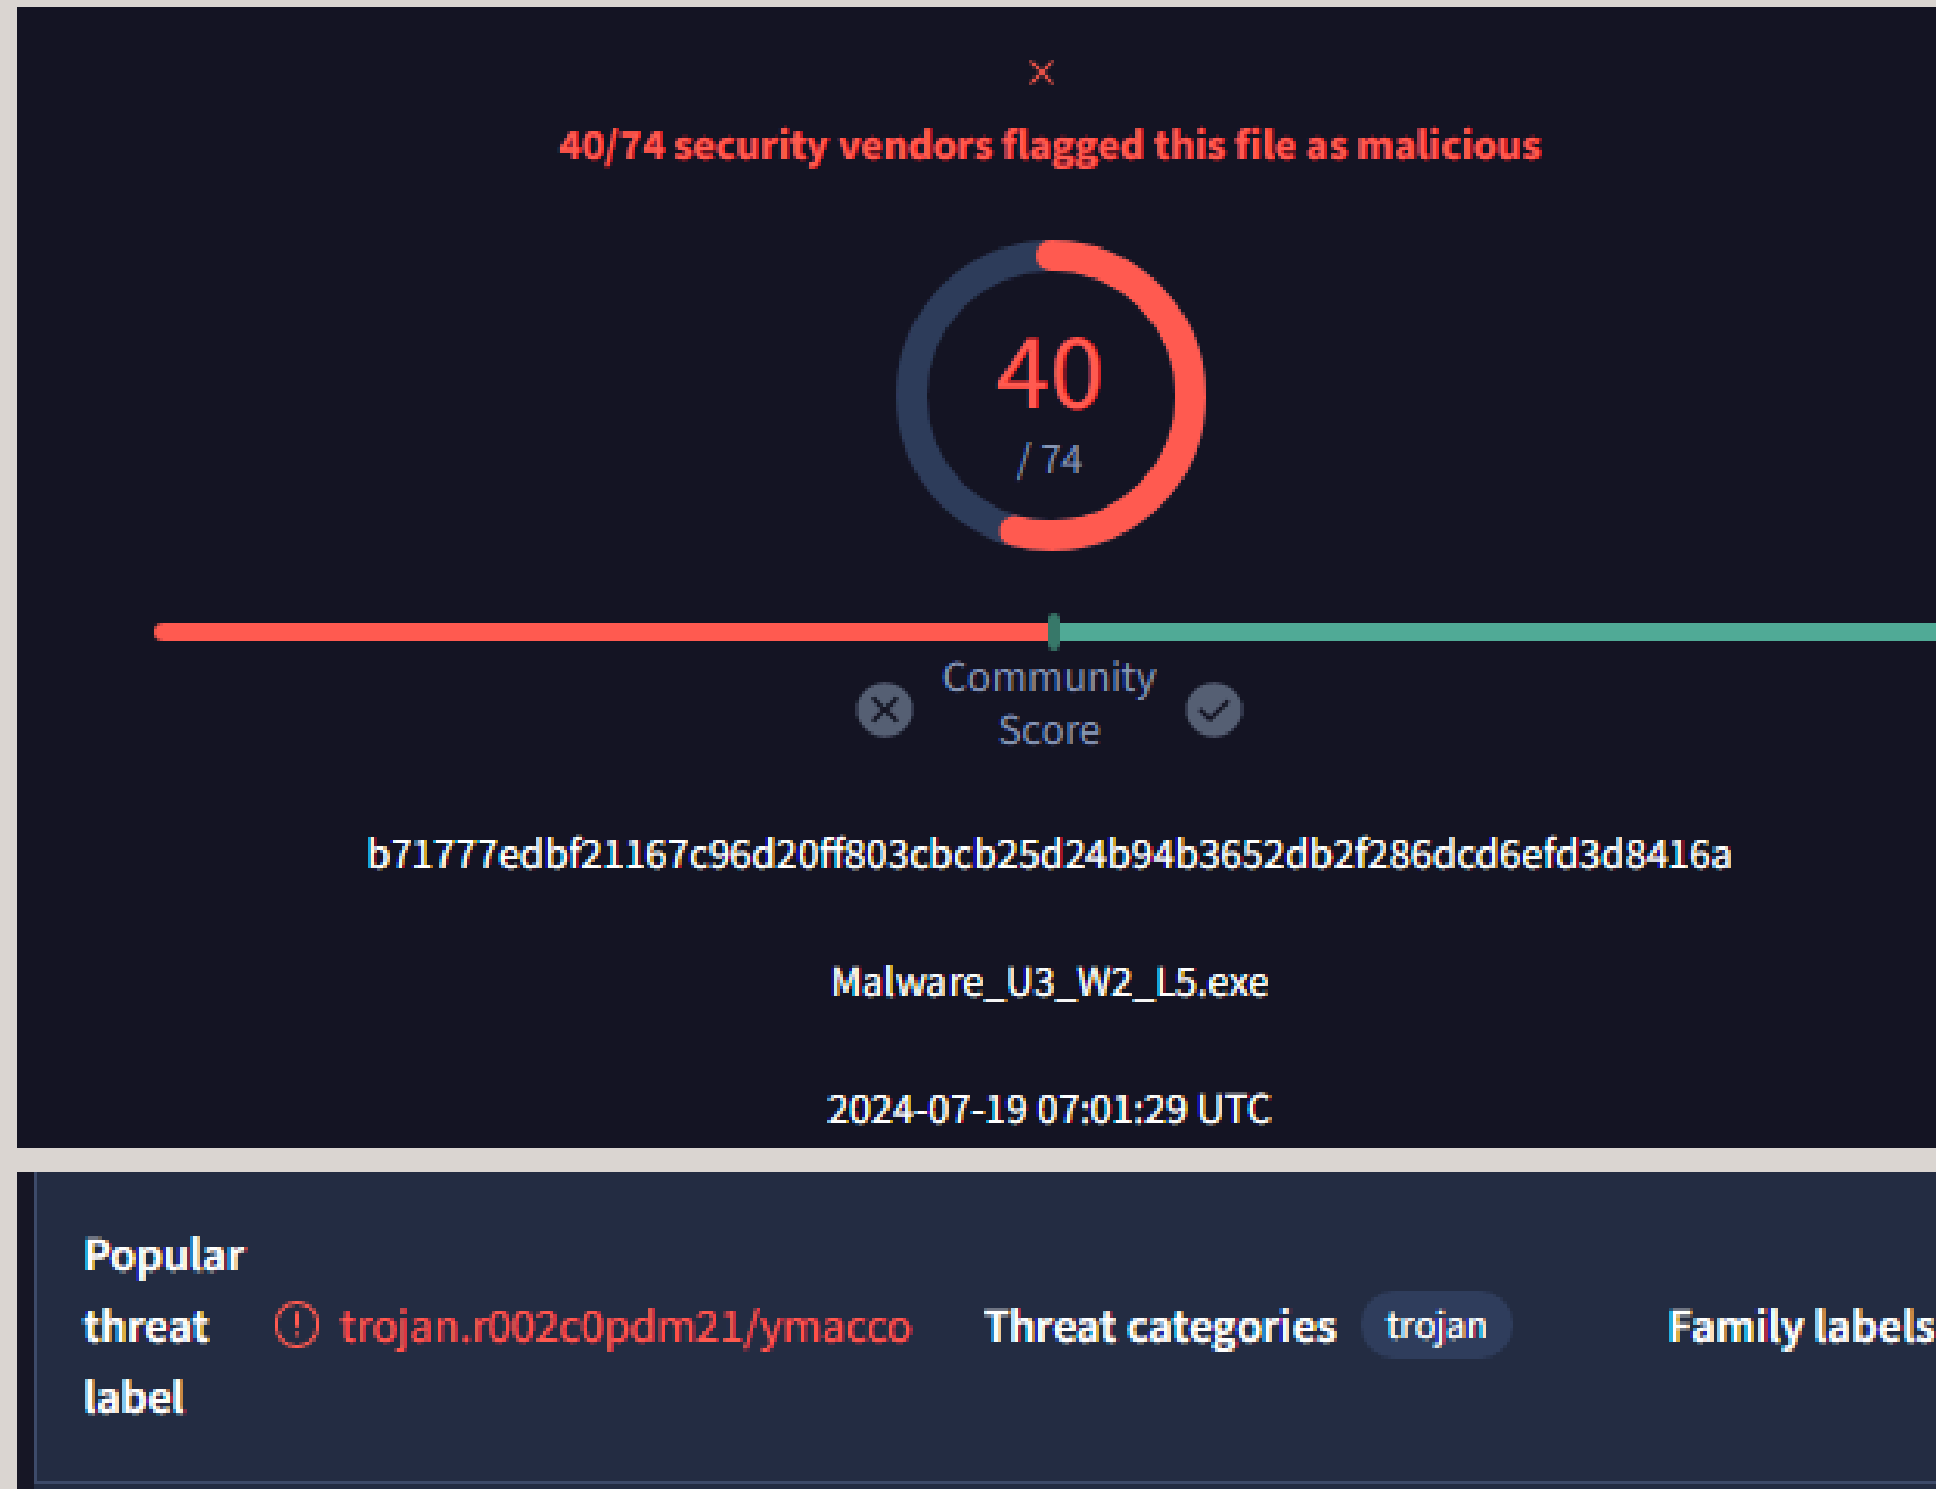 40/74 security vendors flagged this file as malicious
40
/ 74
Community
Score
b71777edbf21167c96d20ff803cbcb25d24b94b3652db2f286dcd6efd3d8416a
Malware_U3_W2_L5.exe
2024-07-19 07:01:29 UTC
Popular
threat
label
trojan.r002c0pdm21/ymacco
Threat categories
trojan
Family labels